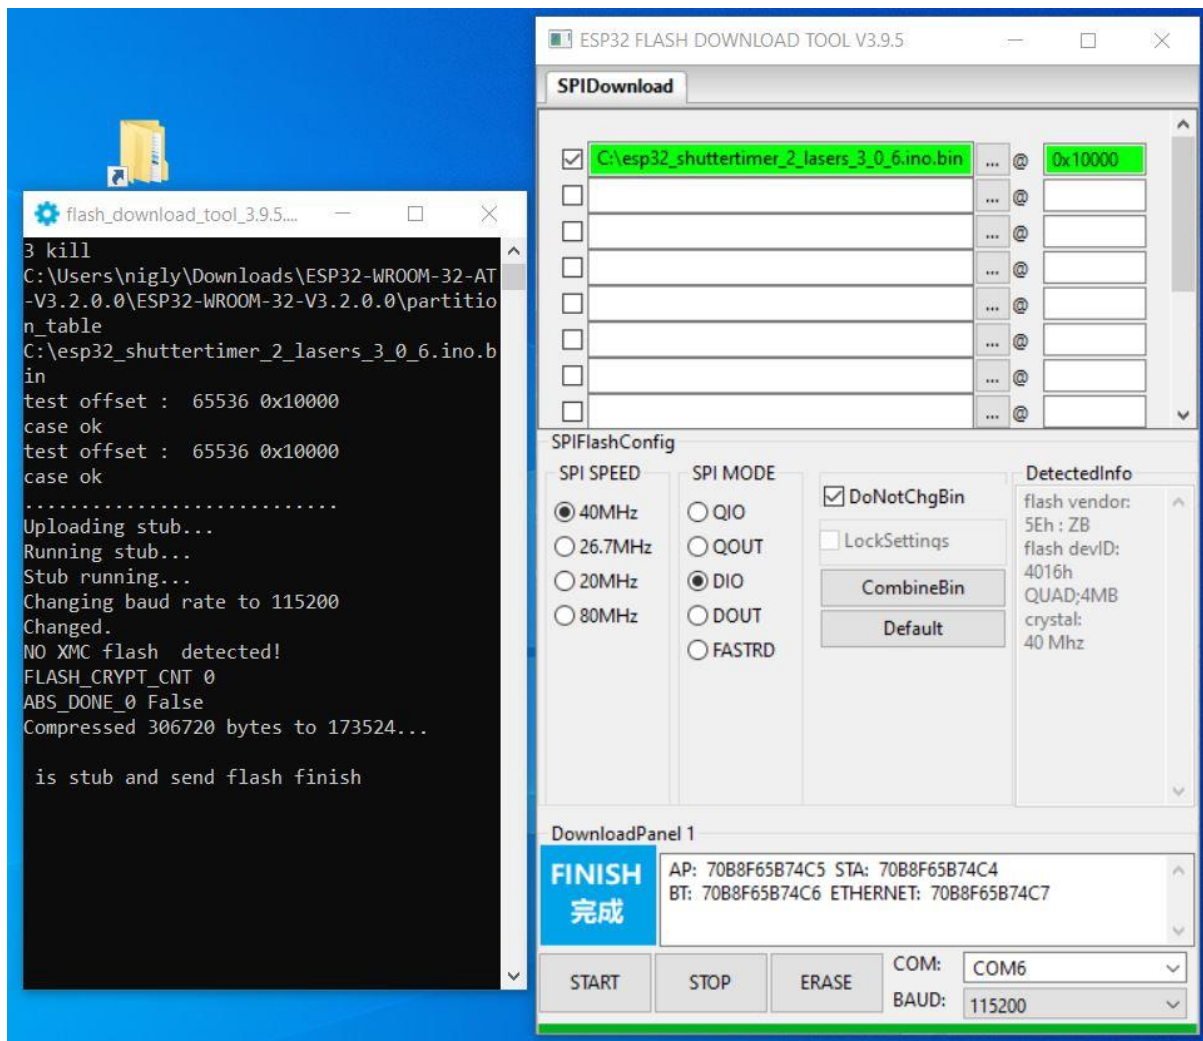 flash_download_tool_3.9.5....
3 kill
C:\Users\nigly\Downloads\ESP32-WROOM-32-AT
-V3.2.0.0\ESP32-WROOM-32-V3.2.0.0\partitio
n_table
C:\esp32_shuttertimer_2_lasers_3_0_6.ino.b
in
test offset :  65536 0x10000
case ok
test offset :  65536 0x10000
case ok
............................
Uploading stub...
Running stub...
Stub running...
Changing baud rate to 115200
Changed.
NO XMC flash  detected!
FLASH_CRYPT_CNT 0
ABS_DONE_0 False
Compressed 306720 bytes to 173524...
is stub and send flash finish
ESP32 FLASH DOWNLOAD TOOL V3.9.5
SPIDownload
C:\esp32_shuttertimer_2_lasers_3_0_6.ino.bin ... @ 0x10000
... @
... @
... @
... @
... @
... @
... @
SPIFlashConfig
SPI SPEED
40MHz
26.7MHz
20MHz
80MHz
SPI MODE
QIO
QOUT
DIO
DOUT
FASTRD
DoNotChgBin
LockSettings
CombineBin
Default
DetectedInfo
flash vendor:
5Eh : ZB
flash devID:
4016h
QUAD;4MB
crystal:
40 Mhz
DownloadPanel 1
FINISH
完成
AP: 70B8F65B74C5 STA: 70B8F65B74C4
BT: 70B8F65B74C6 ETHERNET: 70B8F65B74C7
START
STOP
ERASE
COM: COM6
BAUD: 115200